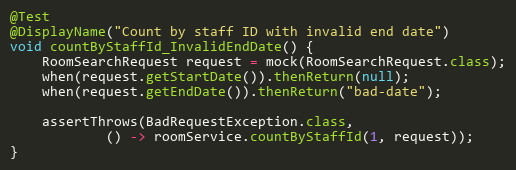 @Test
@DisplayName("Count by staff ID with invalid end date")
void countByStaffId_InvalidEndDate() {
    RoomSearchRequest request = mock(RoomSearchRequest.class);
    when(request.getStartDate()).thenReturn(null);
    when(request.getEndDate()).thenReturn("bad-date");

    assertThrows(BadRequestException.class,
            () -> roomService.countByStaffId(1, request));
}